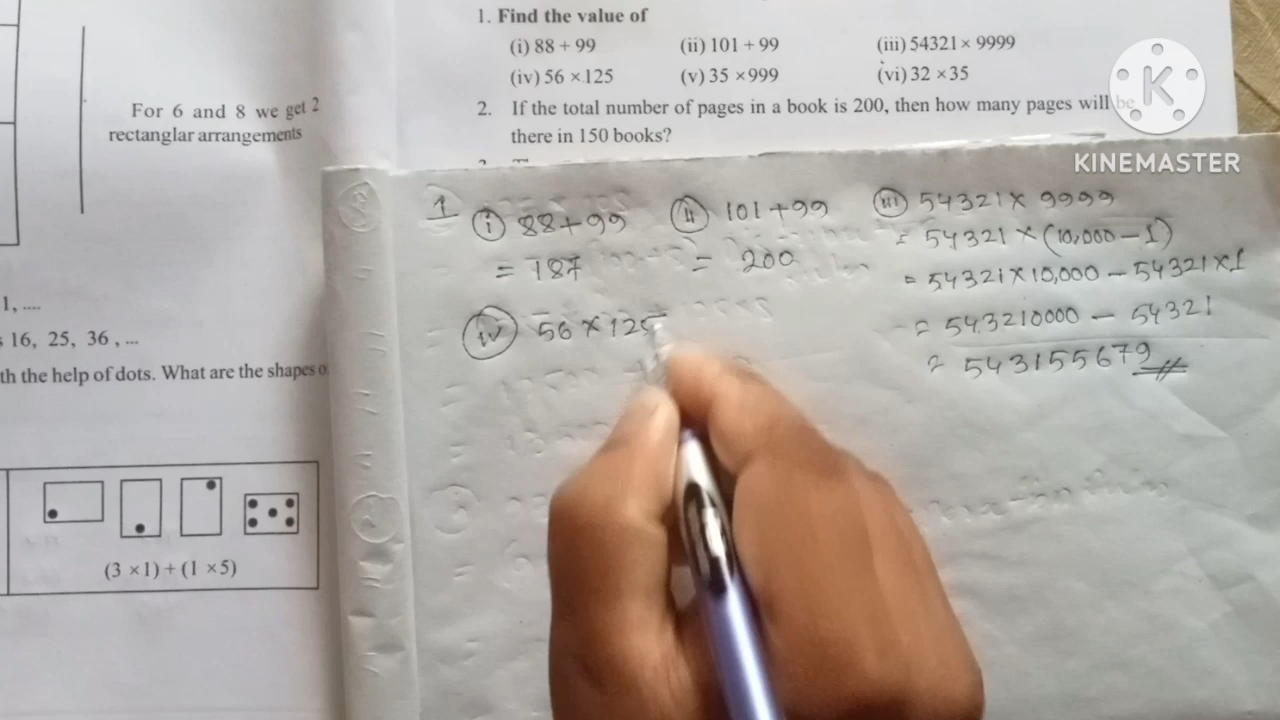 For 6 and 8 we get 2
rectanglar arrangements
1, ....
16, 25, 36 , ...
th the help of dots. What are the shapes o
(3 ×1) + (1 ×5)
1. Find the value of
(i) 88 + 99 (ii) 101 + 99 (iii) 54321 × 9999
(iv) 56 ×125 (v) 35 ×999 (vi) 32 ×35
2. If the total number of pages in a book is 200, then how many pages will be
there in 150 books?
KINEMASTER
1 (i) 88+99
= 187
(ii) 101+99
= 200
(iii) 54321 × 9999
= 54321 × (10,000 - 1)
= 54321×10,000 - 54321×1
= 543210000 - 54321
= 543155679
(iv) 56 × 125